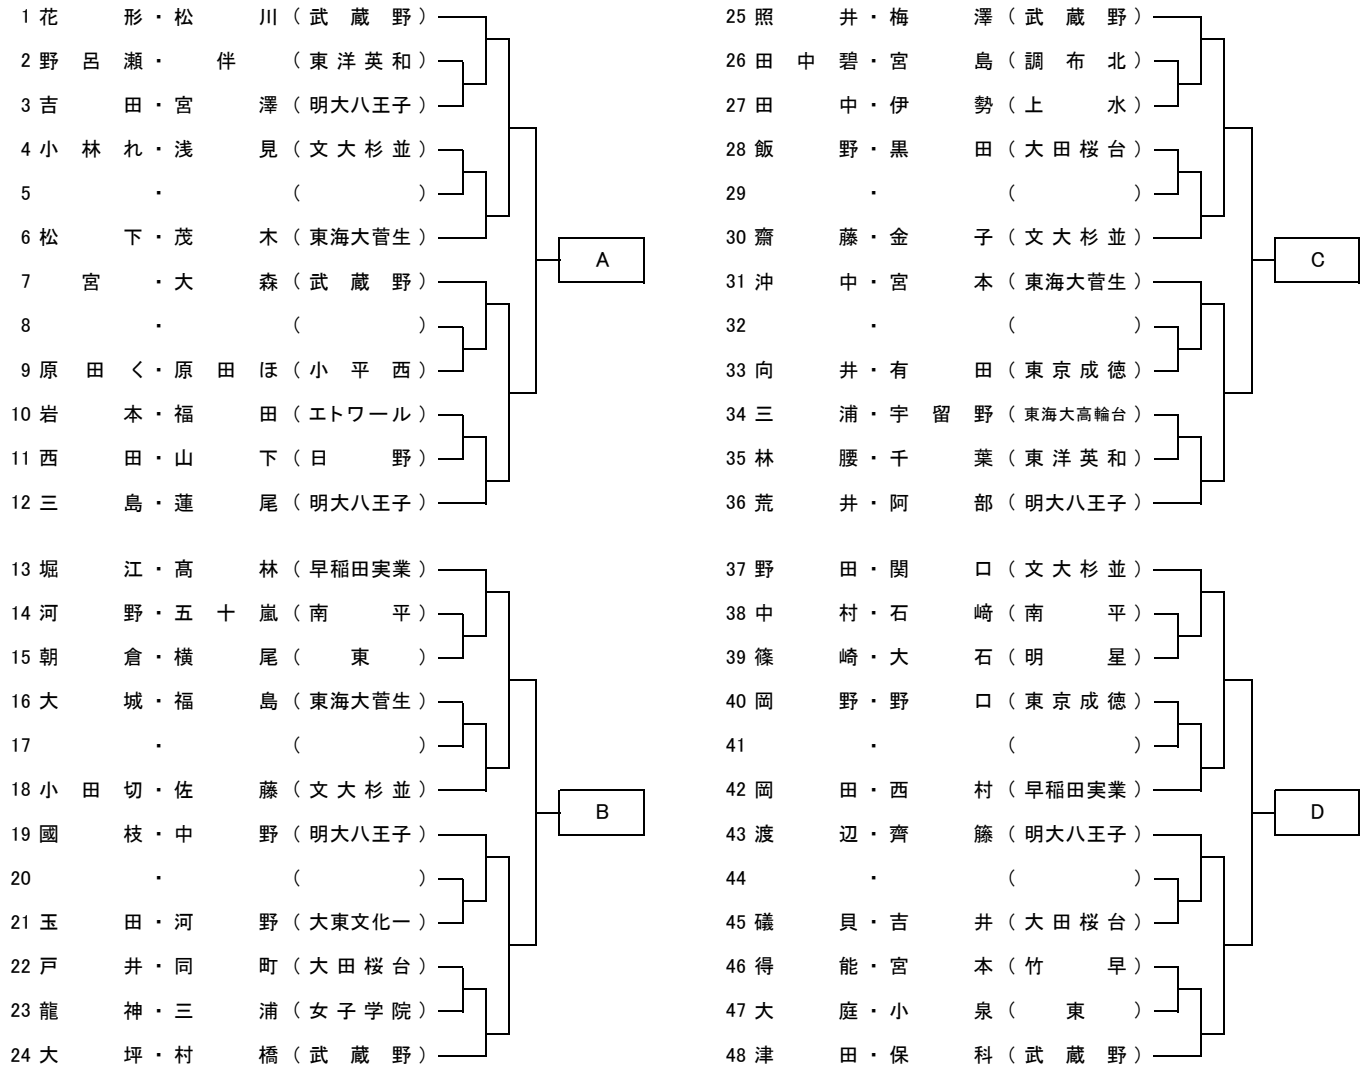 1 花形・松川（武蔵野）
2 野呂瀬・伴（東洋英和）
3 吉田・宮澤（明大八王子）
4 小林れ・浅見（文大杉並）
5 ・（ ）
6 松下・茂木（東海大菅生）
A
7 宮・大森（武蔵野）
8 ・（ ）
9 原田く・原田ほ（小平西）
10 岩本・福田（エトワール）
11 西田・山下（日野）
12 三島・蓮尾（明大八王子）
13 堀江・髙林（早稲田実業）
14 河野・五十嵐（南平）
15 朝倉・横尾（東）
16 大城・福島（東海大菅生）
17 ・（ ）
18 小田切・佐藤（文大杉並）
B
19 國枝・中野（明大八王子）
20 ・（ ）
21 玉田・河野（大東文化一）
22 戸井・同町（大田桜台）
23 龍神・三浦（女子学院）
24 大坪・村橋（武蔵野）
25 照井・梅澤（武蔵野）
26 田中碧・宮島（調布北）
27 田中・伊勢（上水）
28 飯野・黒田（大田桜台）
29 ・（ ）
30 齋藤・金子（文大杉並）
C
31 沖中・宮本（東海大菅生）
32 ・（ ）
33 向井・有田（東京成徳）
34 三浦・宇留野（東海大高輪台）
35 林腰・千葉（東洋英和）
36 荒井・阿部（明大八王子）
37 野田・関口（文大杉並）
38 中村・石﨑（南平）
39 篠崎・大石（明星）
40 岡野・野口（東京成徳）
41 ・（ ）
42 岡田・西村（早稲田実業）
D
43 渡辺・齊籐（明大八王子）
44 ・（ ）
45 礒貝・吉井（大田桜台）
46 得能・宮本（竹早）
47 大庭・小泉（東）
48 津田・保科（武蔵野）